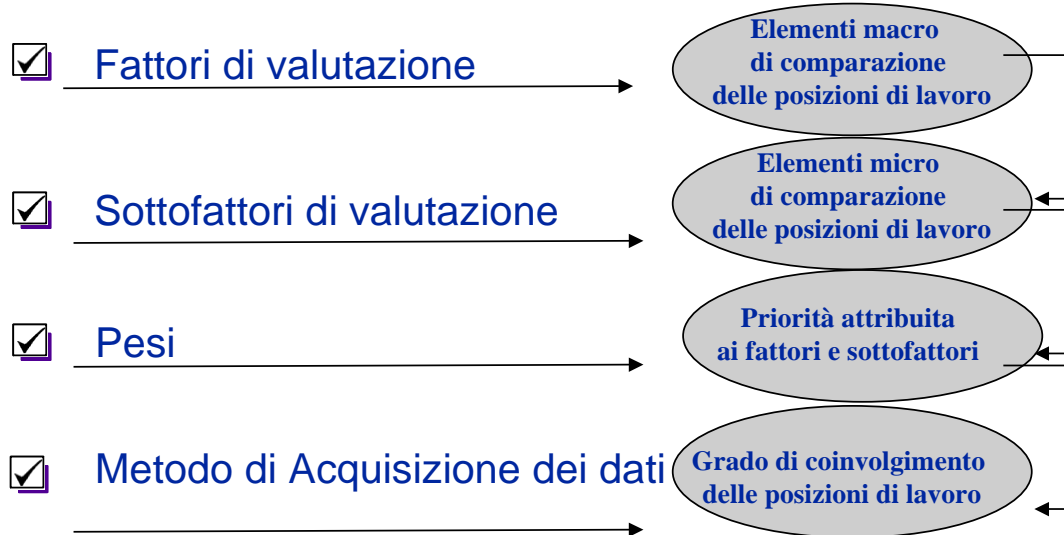 Fattori di valutazione
Elementi macro
di comparazione
delle posizioni di lavoro
Sottofattori di valutazione
Elementi micro
di comparazione
delle posizioni di lavoro
Pesi
Priorità attribuita
ai fattori e sottofattori
Metodo di Acquisizione dei dati
Grado di coinvolgimento
delle posizioni di lavoro